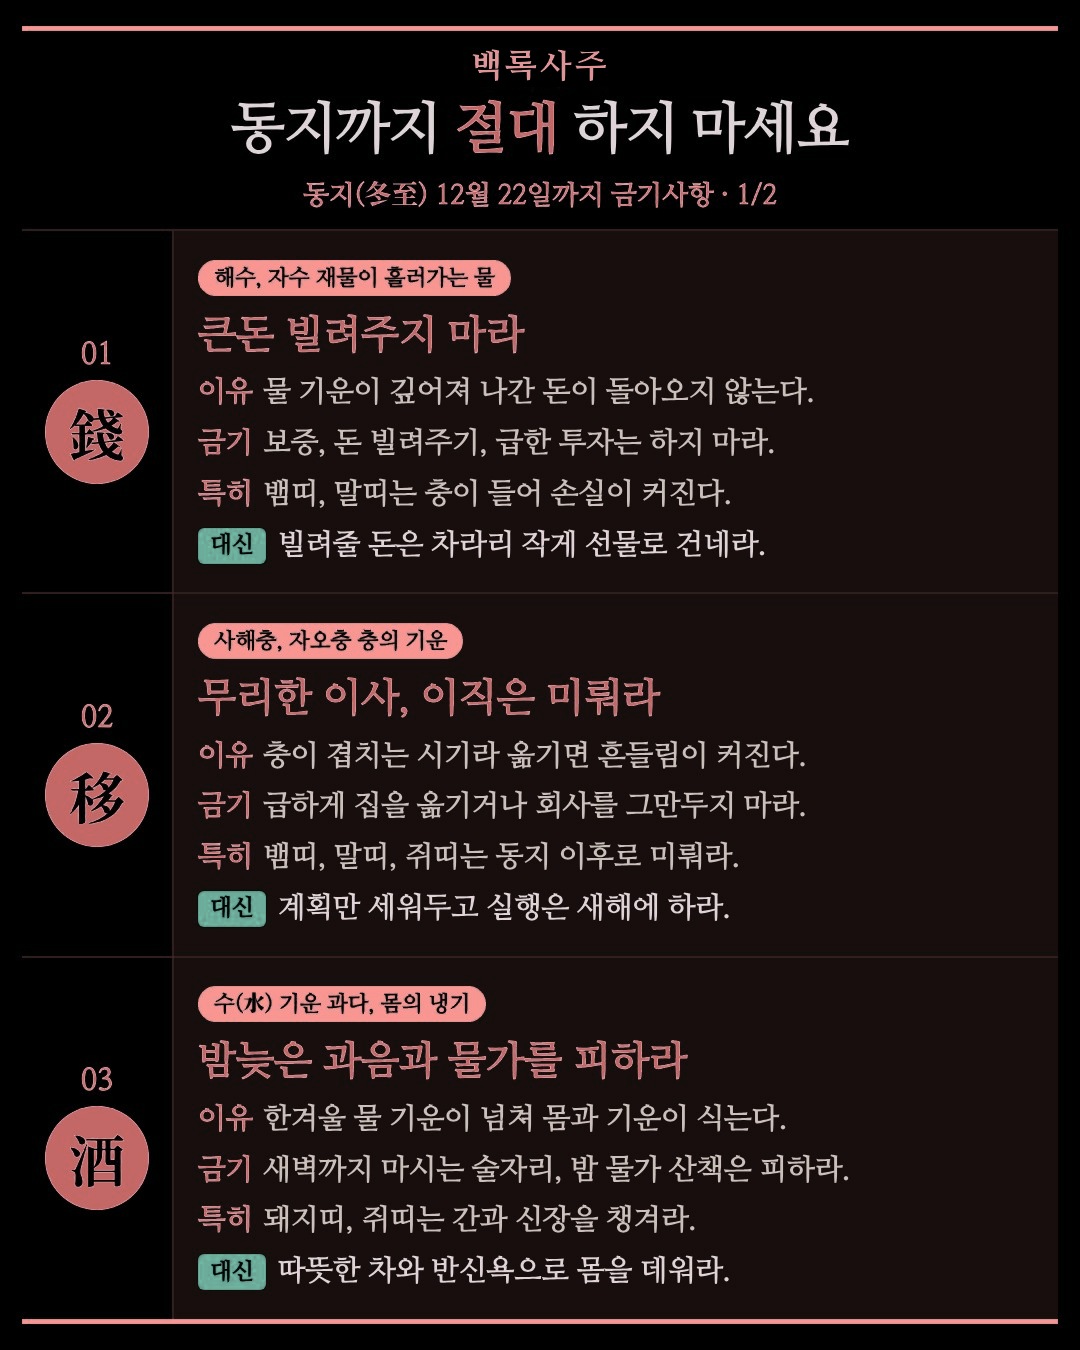 백록사주
동지까지 절대 하지 마세요
동지(冬至) 12월 22일까지 금기사항 · 1/2
01
錢
해수, 자수 재물이 흘러가는 물
큰돈 빌려주지 마라
이유 물 기운이 깊어져 나간 돈이 돌아오지 않는다.
금기 보증, 돈 빌려주기, 급한 투자는 하지 마라.
특히 뱀띠, 말띠는 충이 들어 손실이 커진다.
대신 빌려줄 돈은 차라리 작게 선물로 건네라.
02
移
사해충, 자오충 충의 기운
무리한 이사, 이직은 미뤄라
이유 충이 겹치는 시기라 옮기면 흔들림이 커진다.
금기 급하게 집을 옮기거나 회사를 그만두지 마라.
특히 뱀띠, 말띠, 쥐띠는 동지 이후로 미뤄라.
대신 계획만 세워두고 실행은 새해에 하라.
03
酒
수(水) 기운 과다, 몸의 냉기
밤늦은 과음과 물가를 피하라
이유 한겨울 물 기운이 넘쳐 몸과 기운이 식는다.
금기 새벽까지 마시는 술자리, 밤 물가 산책은 피하라.
특히 돼지띠, 쥐띠는 간과 신장을 챙겨라.
대신 따뜻한 차와 반신욕으로 몸을 데워라.